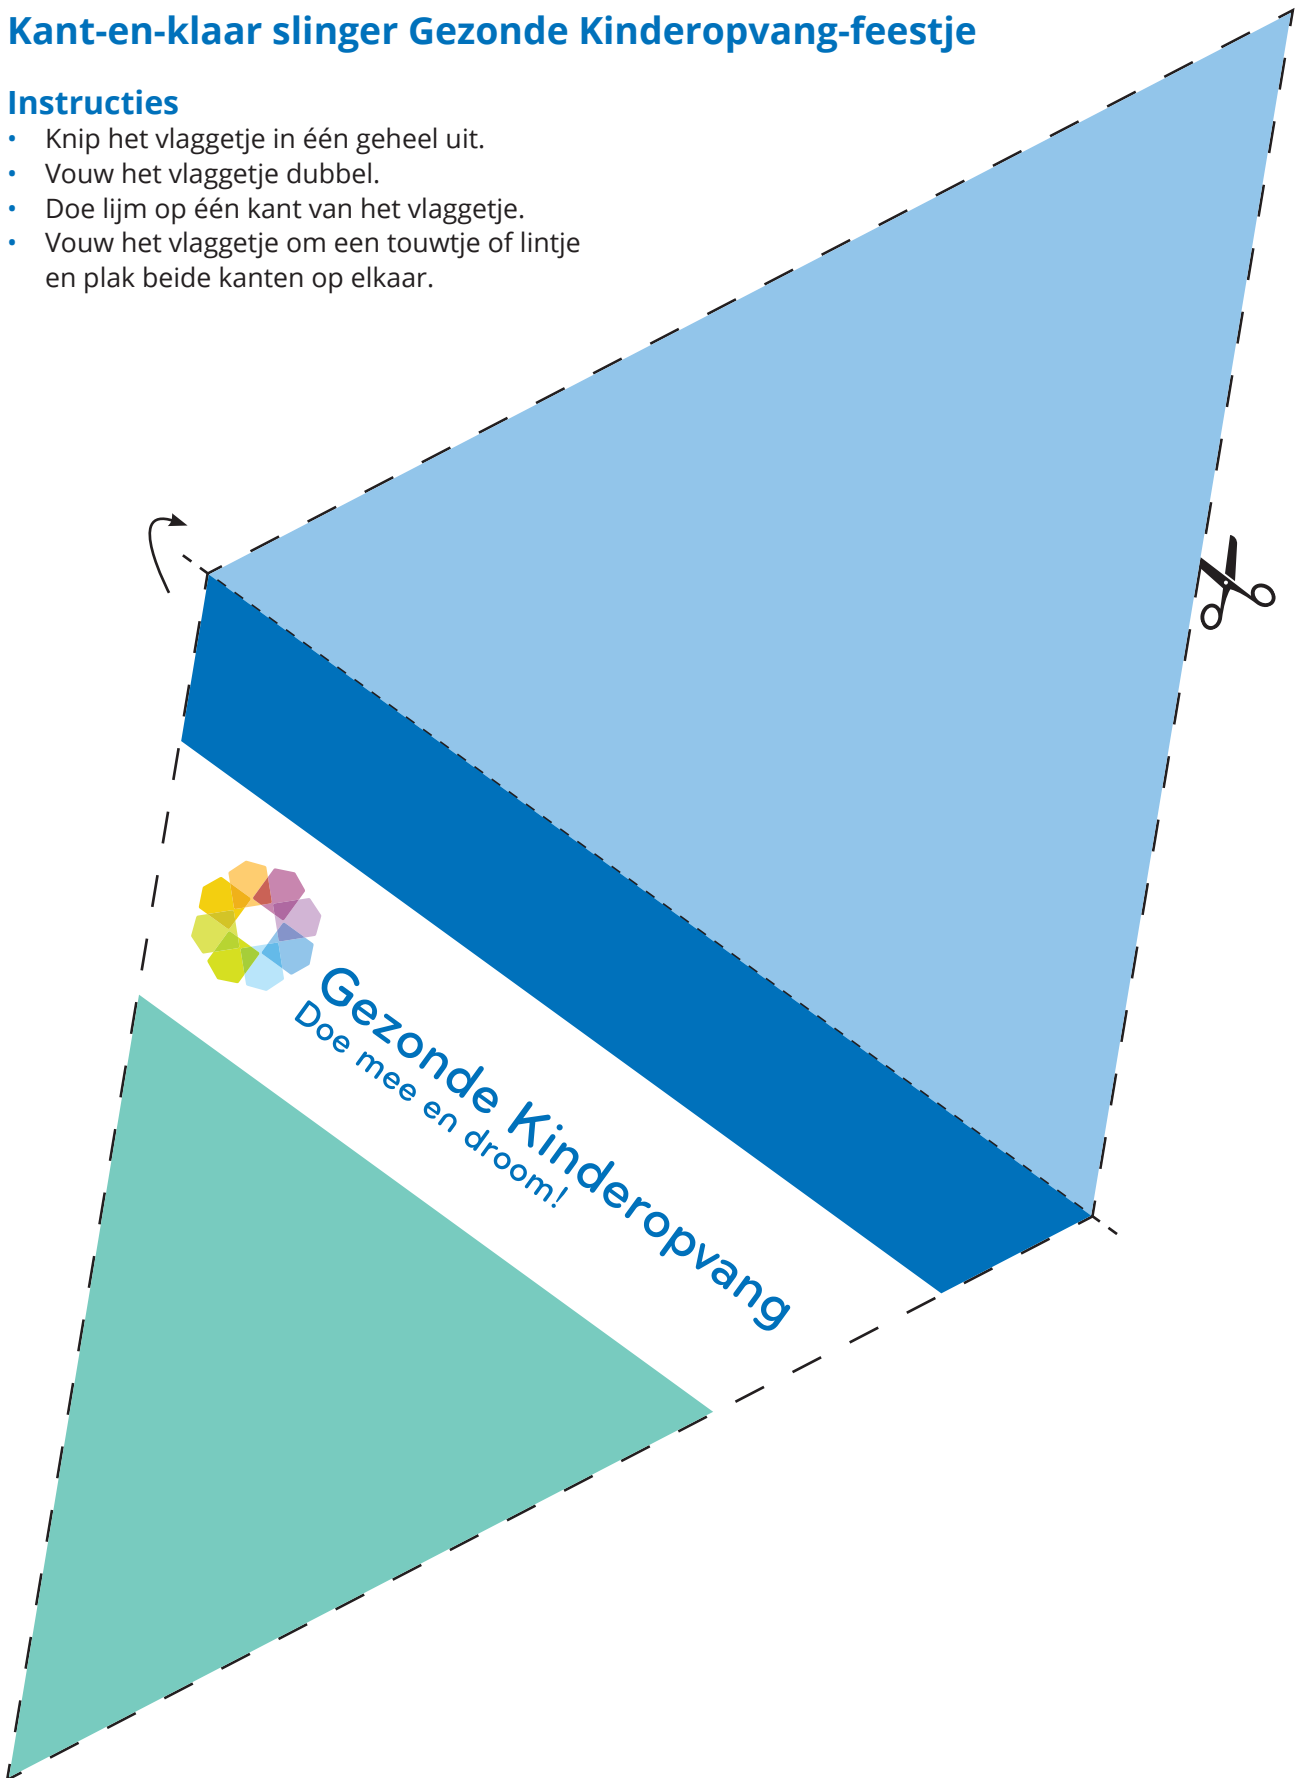 Kant-en-klaar slinger Gezonde Kinderopvang-feestje
Instructies
• Knip het vlaggetje in één geheel uit.
• Vouw het vlaggetje dubbel.
• Doe lijm op één kant van het vlaggetje.
• Vouw het vlaggetje om een touwtje of lintje
en plak beide kanten op elkaar.
Gezonde Kinderopvang
Doe mee en droom!